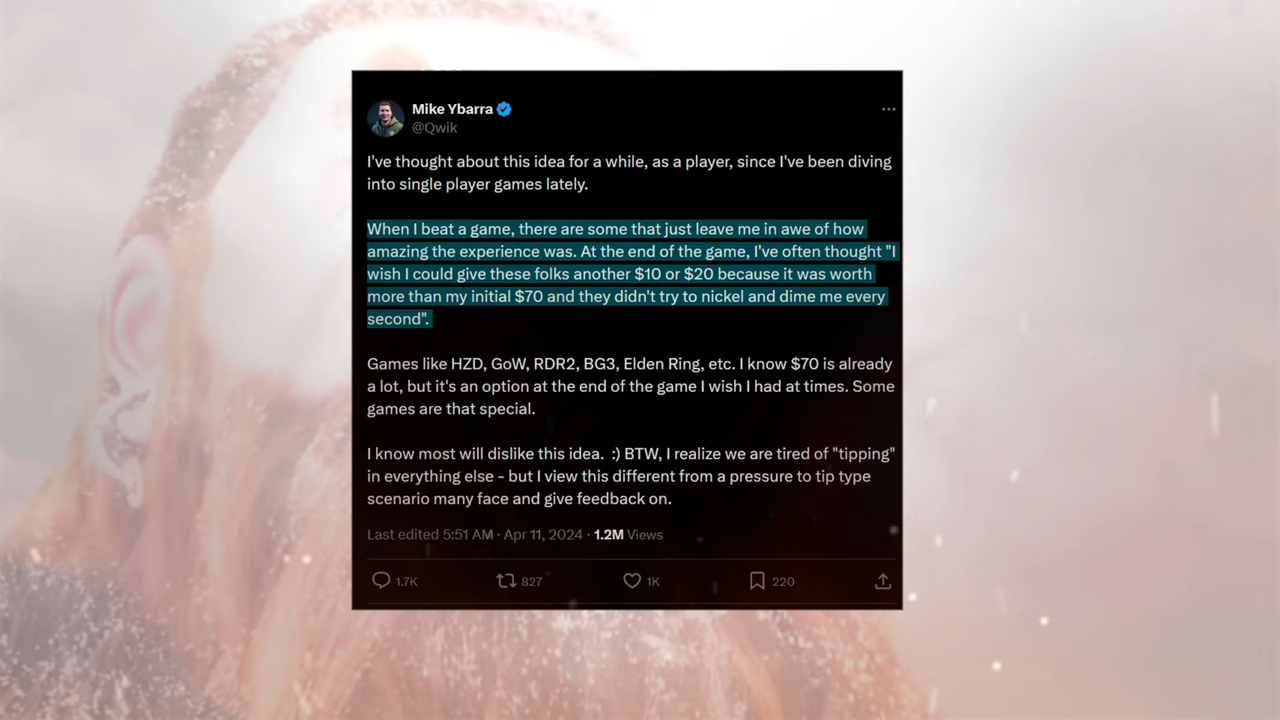 Mike Ybarra
@Qwik
I've thought about this idea for a while, as a player, since I've been diving
into single player games lately.
When I beat a game, there are some that just leave me in awe of how
amazing the experience was. At the end of the game, I've often thought "I
wish I could give these folks another $10 or $20 because it was worth
more than my initial $70 and they didn't try to nickel and dime me every
second".
Games like HZD, GoW, RDR2, BG3, Elden Ring, etc. I know $70 is already
a lot, but it's an option at the end of the game I wish I had at times. Some
games are that special.
I know most will dislike this idea.  :) BTW, I realize we are tired of "tipping"
in everything else - but I view this different from a pressure to tip type
scenario many face and give feedback on.
Last edited 5:51 AM · Apr 11, 2024 · 1.2M Views
1.7K 827 1K 220